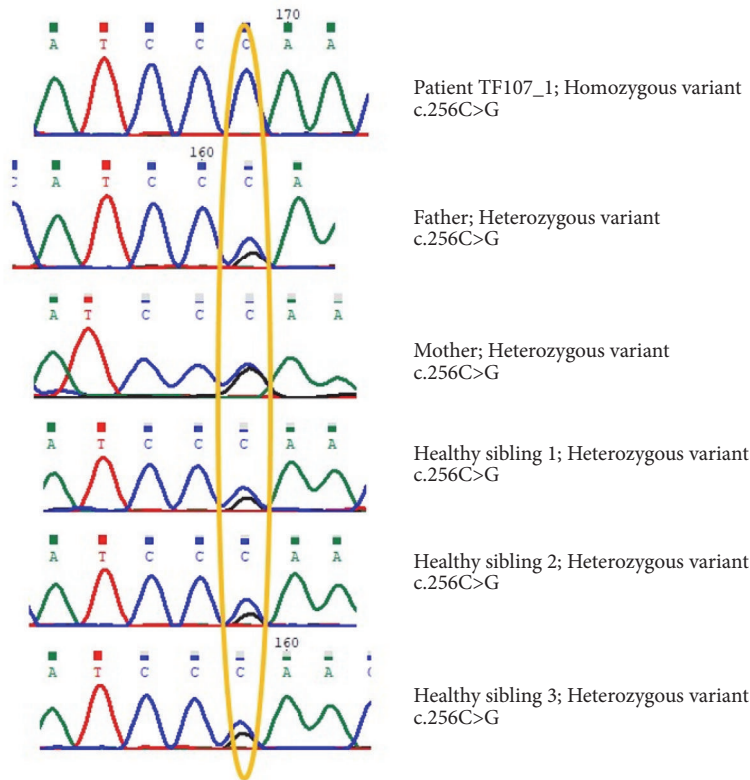 170
A T C C C A A
Patient TF107_1; Homozygous variant
c.256C>G
160
C A T C C C A
Father; Heterozygous variant
c.256C>G
A T C C C A A
Mother; Heterozygous variant
c.256C>G
A T C C C A A
Healthy sibling 1; Heterozygous variant
c.256C>G
A T C C C A A
Healthy sibling 2; Heterozygous variant
c.256C>G
160
A T C C C A A C
Healthy sibling 3; Heterozygous variant
c.256C>G